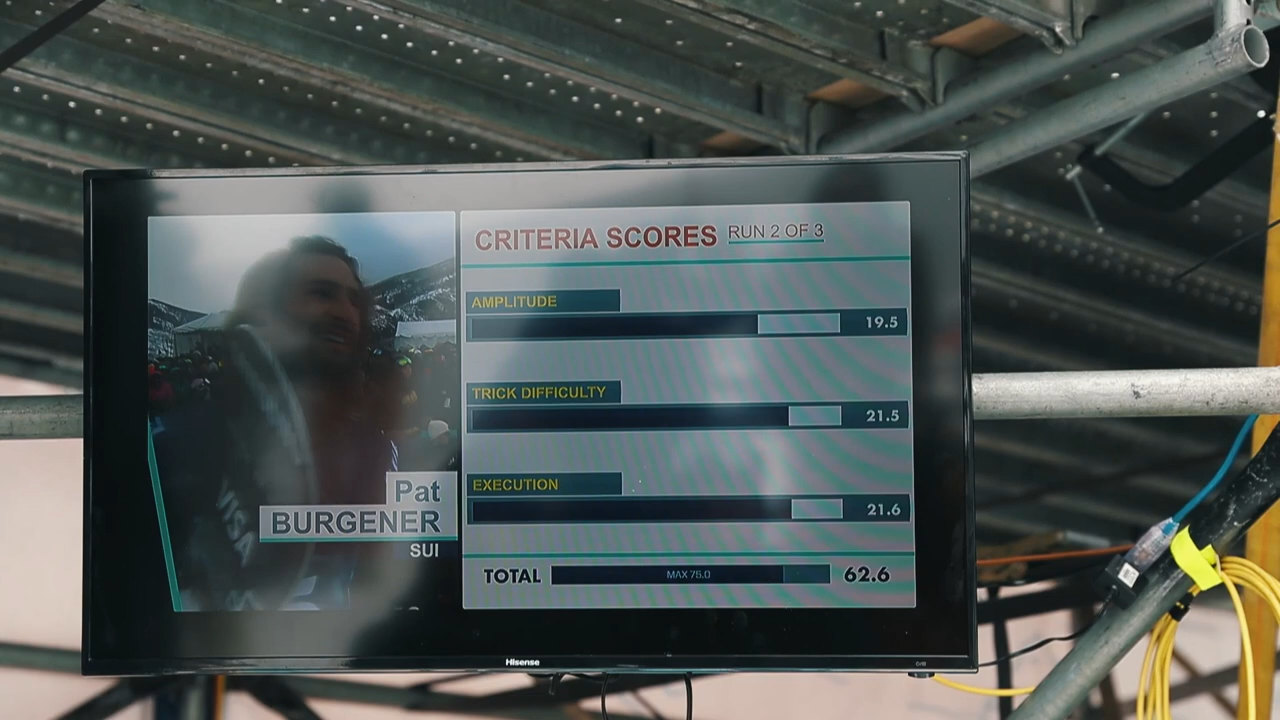 CRITERIA SCORES RUN 2 OF 3
AMPLITUDE
19.5
TRICK DIFFICULTY
21.5
EXECUTION
21.6
TOTAL MAX 75.0 62.6
Pat
BURGENER
SUI
VISA
Hisense